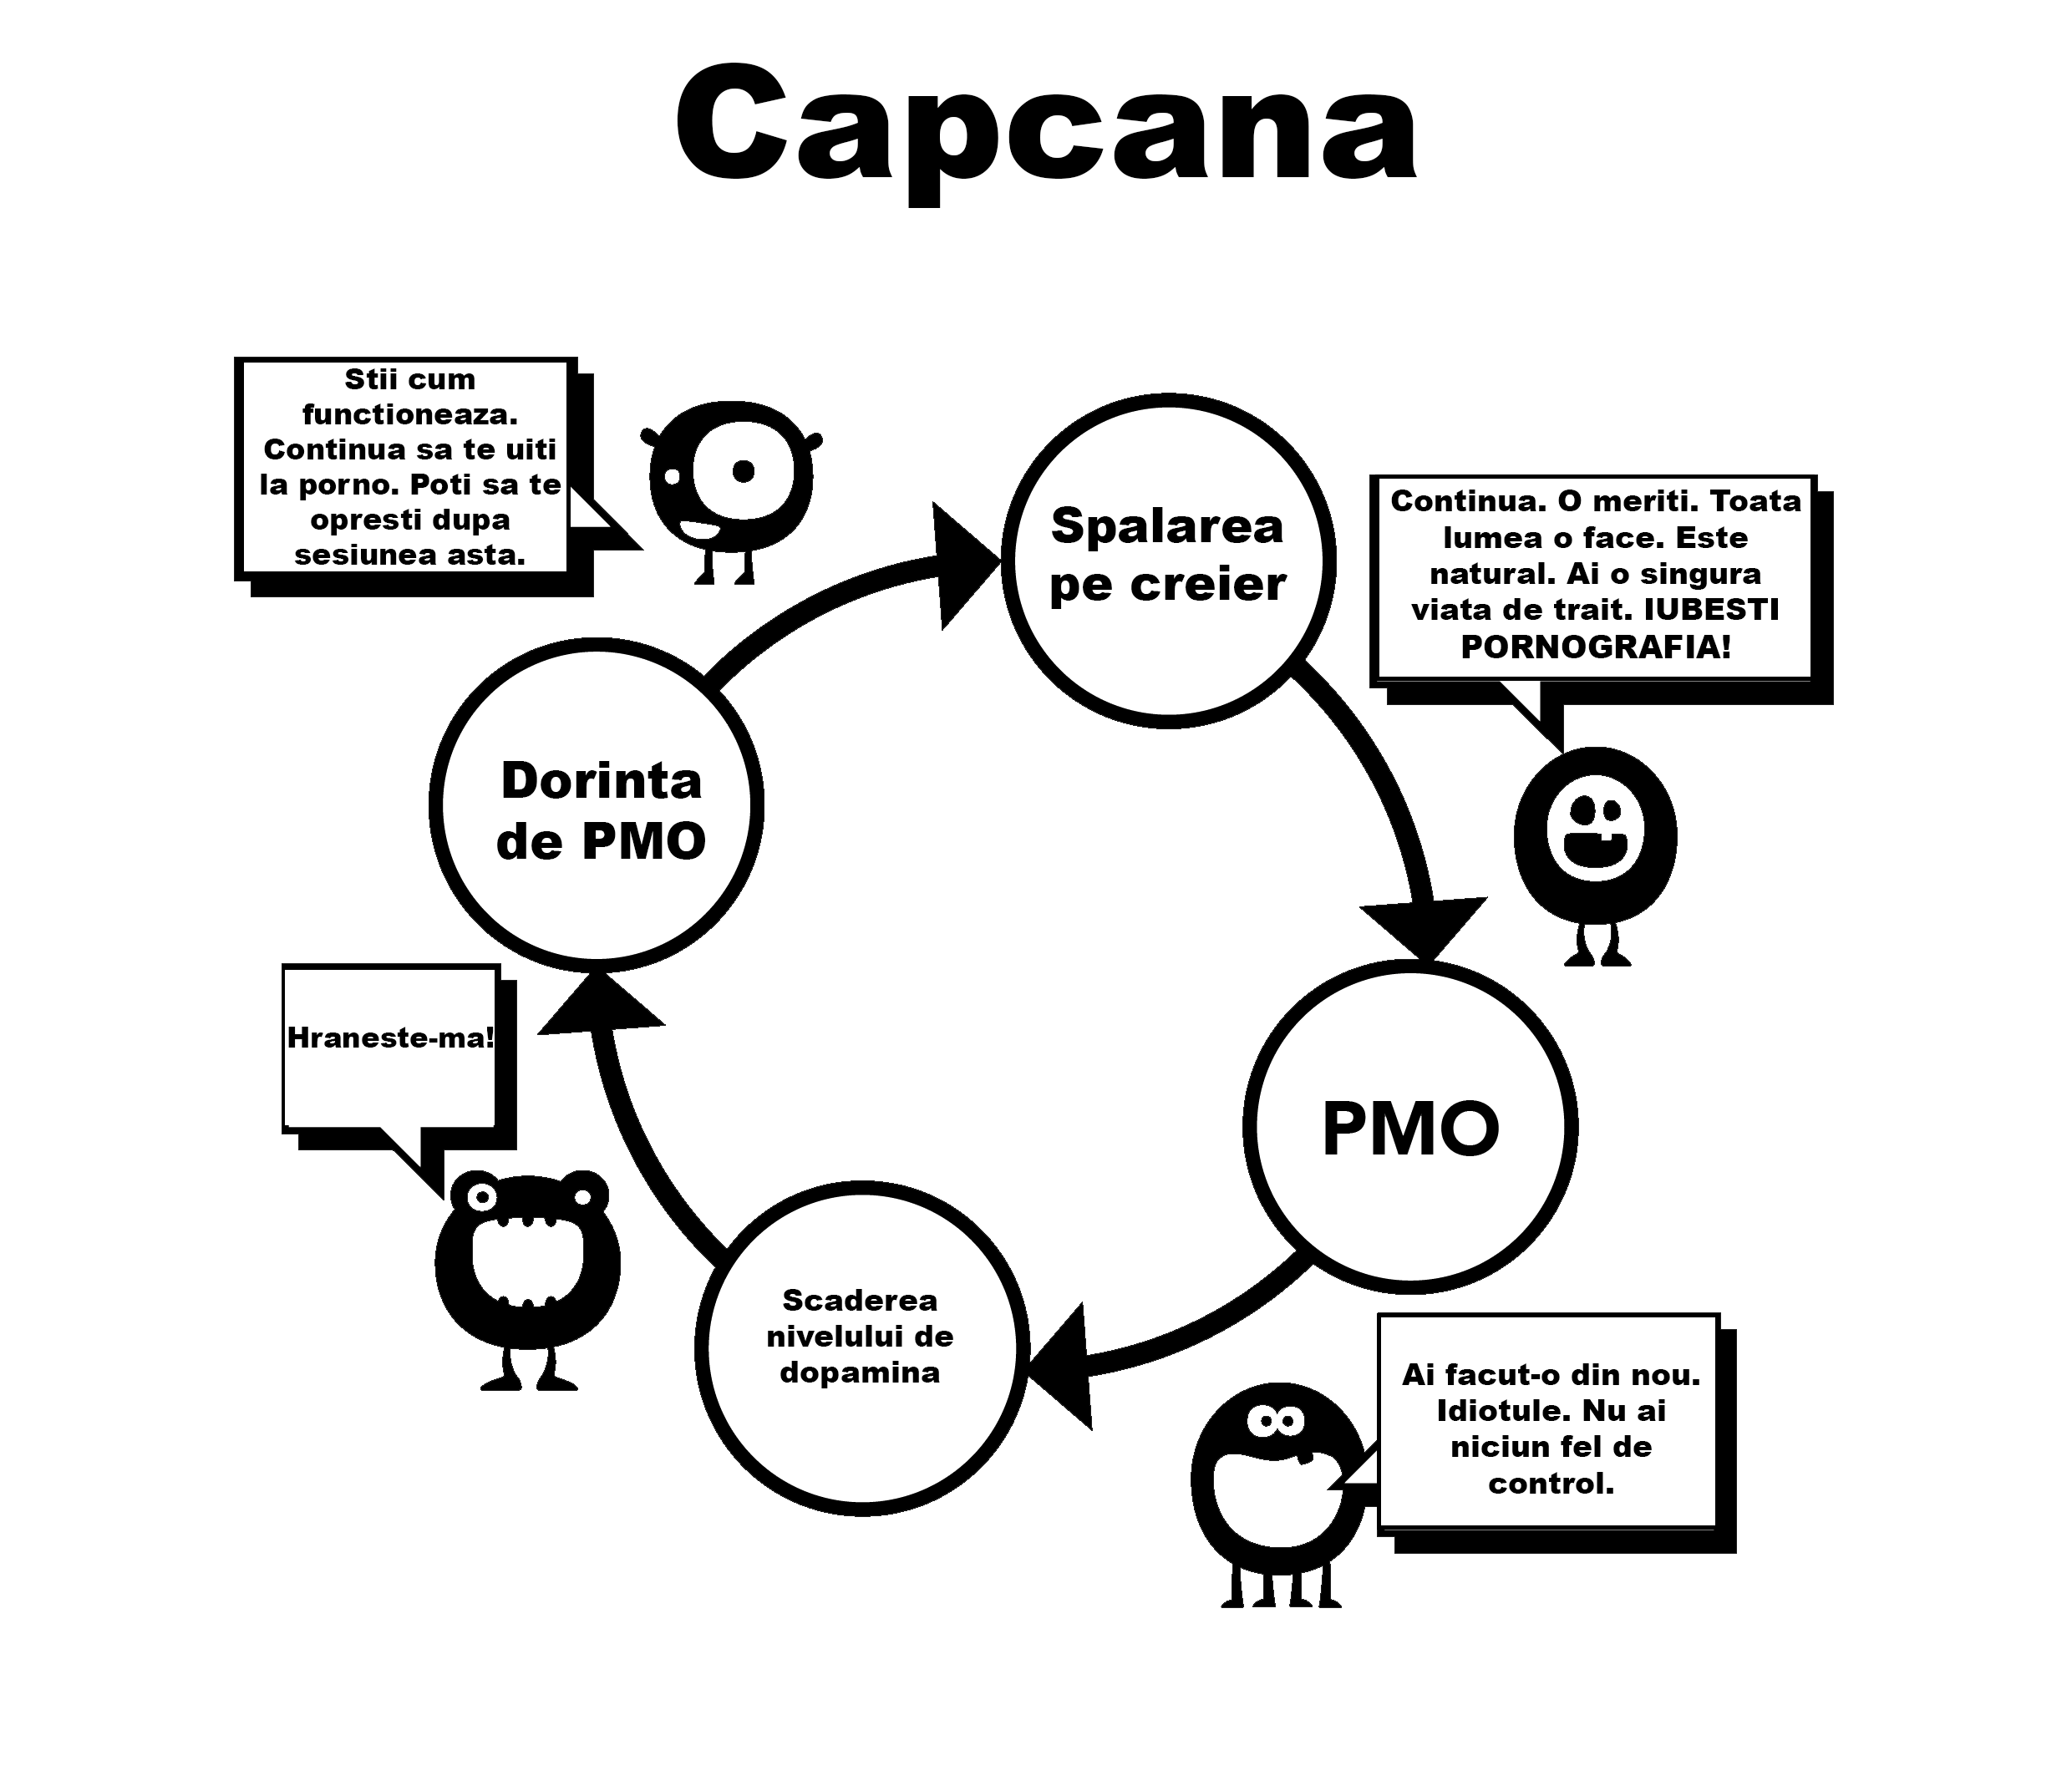 Capcana
Stii cum
functioneaza.
Continua sa te uiti
la porno. Poti sa te
opresti dupa
sesiunea asta.
Spalarea
pe creier
Continua. O meriti. Toata
lumea o face. Este
natural. Ai o singura
viata de trait. IUBESTI
PORNOGRAFIA!
Dorinta
de PMO
Hraneste-ma!
PMO
Scaderea
nivelului de
dopamina
Ai facut-o din nou.
Idiotule. Nu ai
niciun fel de
control.